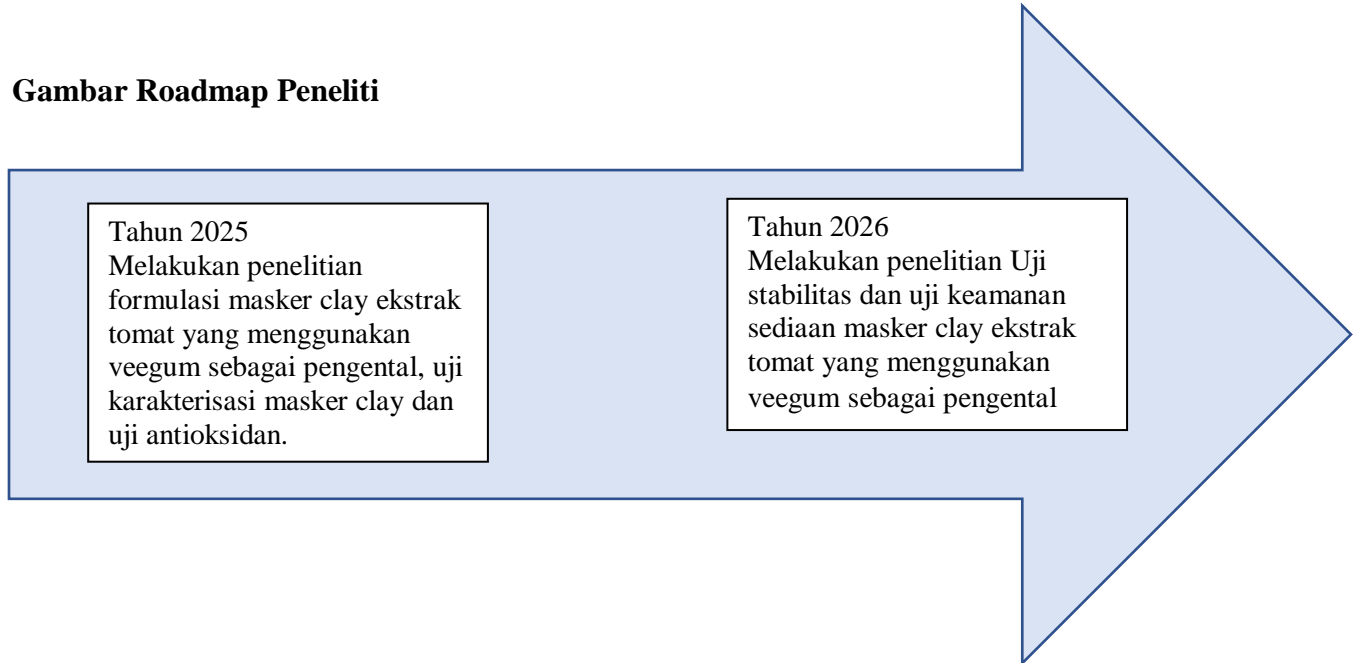 Gambar Roadmap Peneliti
Tahun 2025
Melakukan penelitian
formulasi masker clay ekstrak
tomat yang menggunakan
veegum sebagai pengental, uji
karakterisasi masker clay dan
uji antioksidan.
Tahun 2026
Melakukan penelitian Uji
stabilitas dan uji keamanan
sediaan masker clay ekstrak
tomat yang menggunakan
veegum sebagai pengental